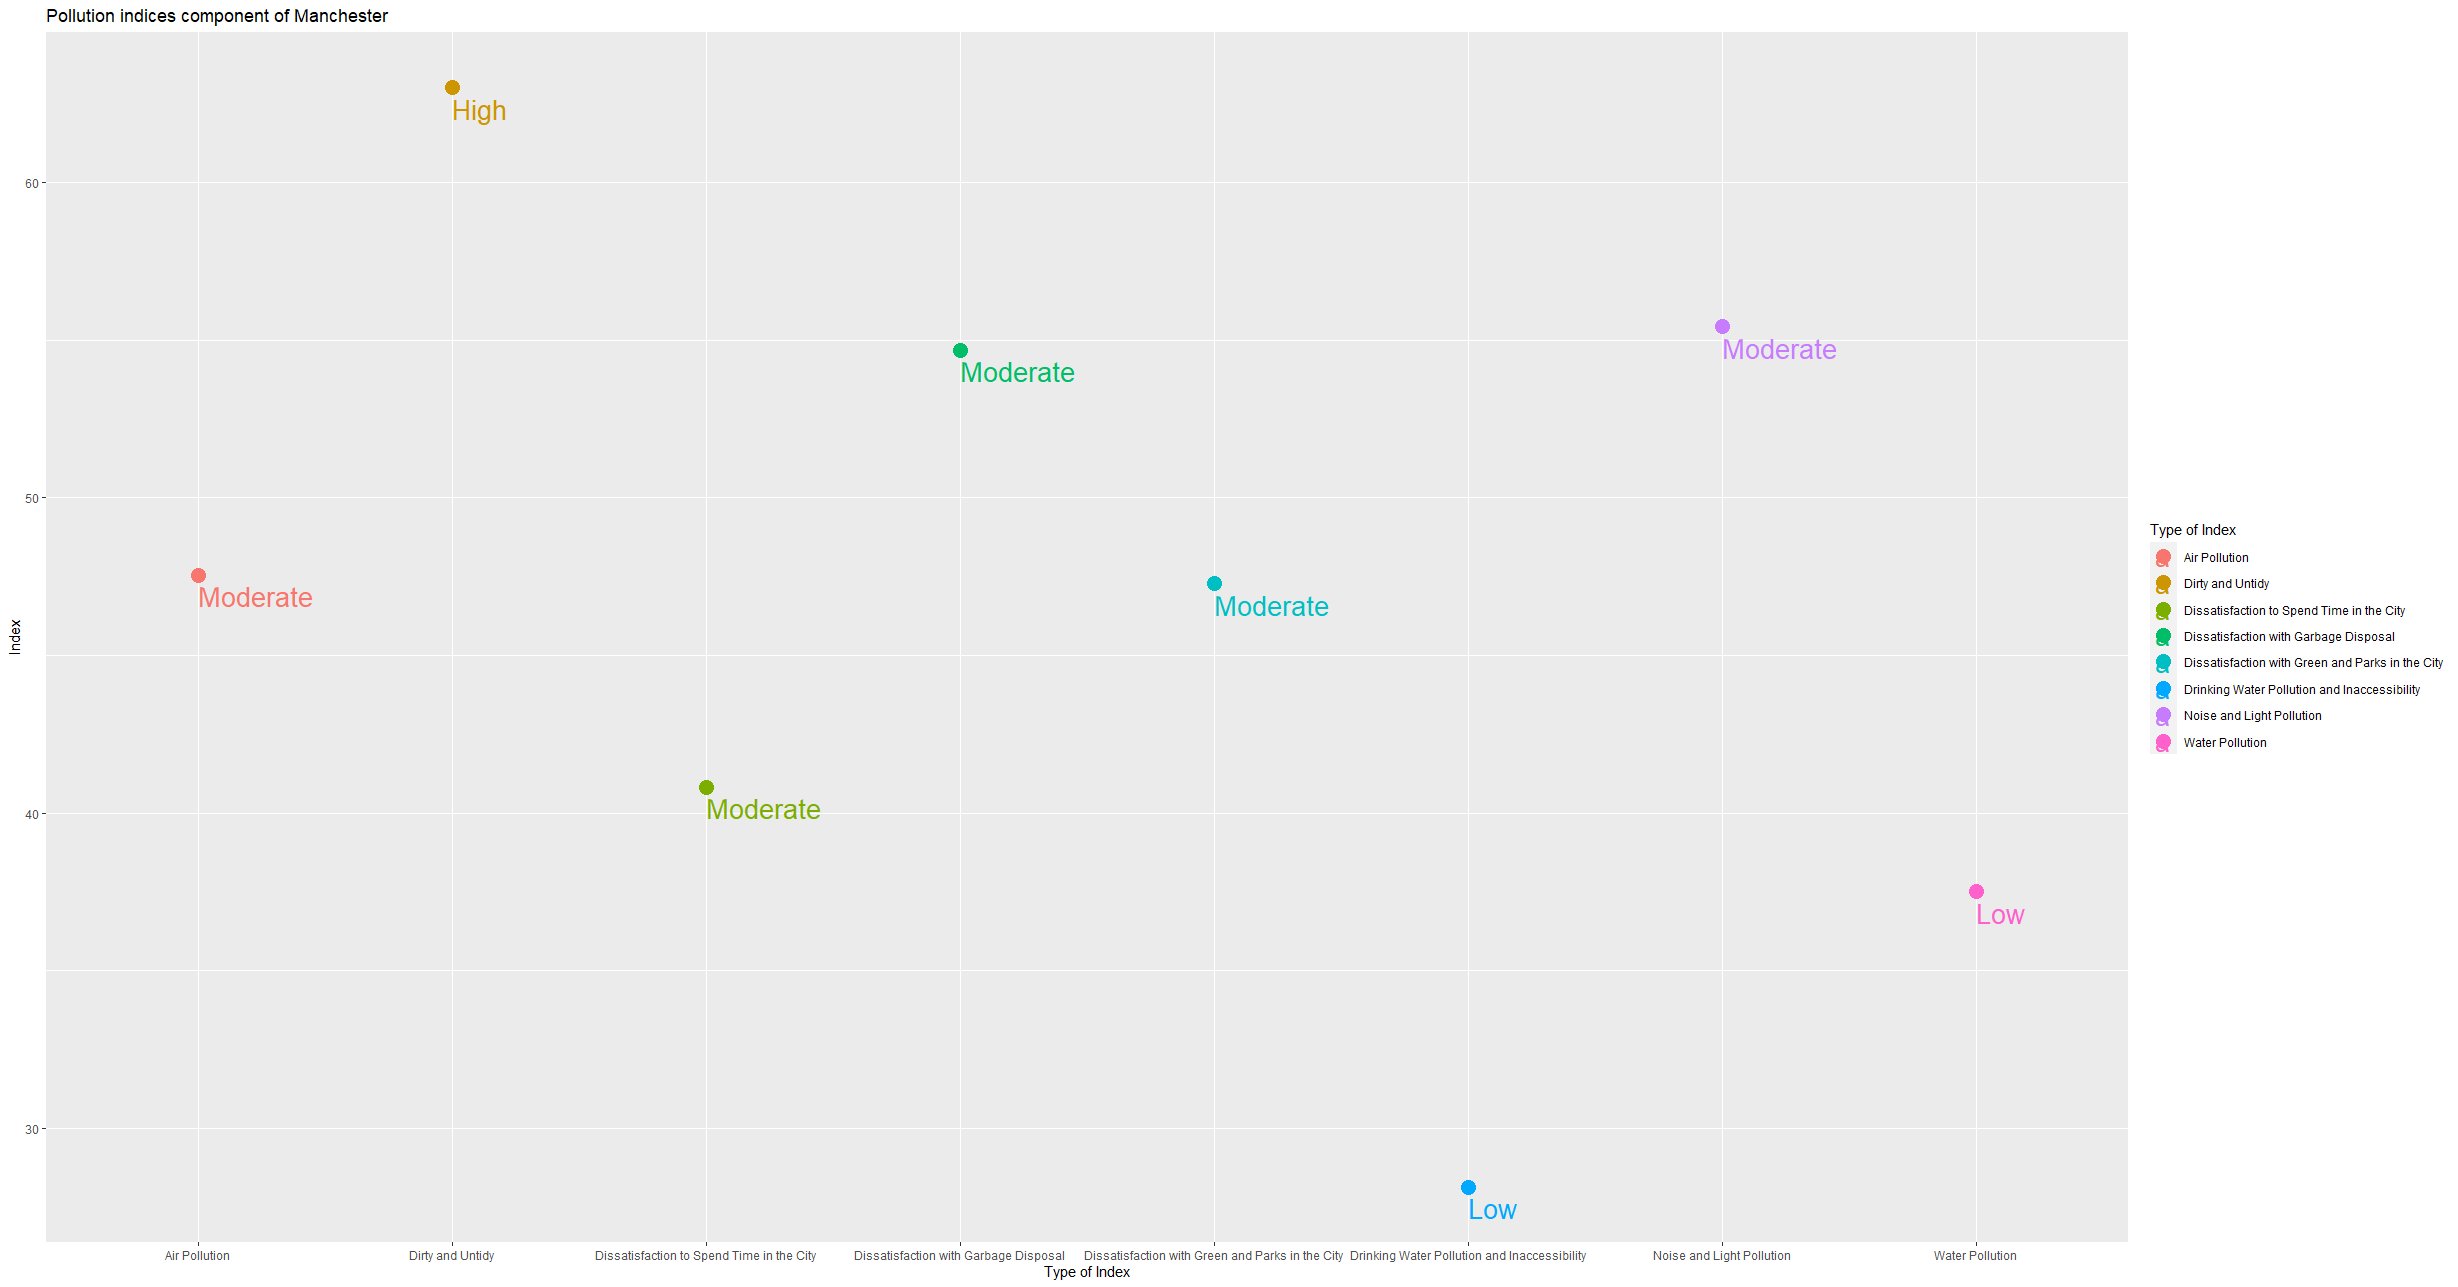 Pollution indices component of Manchester
High
60
Moderate
Moderate
50
Moderate
Moderate
Index
Moderate
40
Low
30
Low
Air Pollution
Dirty and Untidy
Dissatisfaction to Spend Time in the City
Dissatisfaction with Garbage Disposal
Dissatisfaction with Green and Parks in the City
Drinking Water Pollution and Inaccessibility
Noise and Light Pollution
Water Pollution
Type of Index
Type of Index
a Air Pollution
a Dirty and Untidy
a Dissatisfaction to Spend Time in the City
a Dissatisfaction with Garbage Disposal
a Dissatisfaction with Green and Parks in the City
a Drinking Water Pollution and Inaccessibility
a Noise and Light Pollution
a Water Pollution